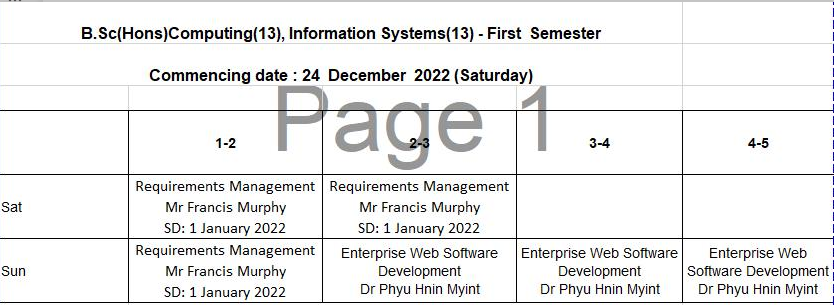 B.Sc(Hons)Computing(13), Information Systems(13) - First Semester
Commencing date : 24 December 2022 (Saturday)
Page 1
1-2 2-3 3-4 4-5
Sat
Requirements Management
Mr Francis Murphy
SD: 1 January 2022
Requirements Management
Mr Francis Murphy
SD: 1 January 2022
Sun
Requirements Management
Mr Francis Murphy
SD: 1 January 2022
Enterprise Web Software
Development
Dr Phyu Hnin Myint
Enterprise Web Software
Development
Dr Phyu Hnin Myint
Enterprise Web
Software Development
Dr Phyu Hnin Myint